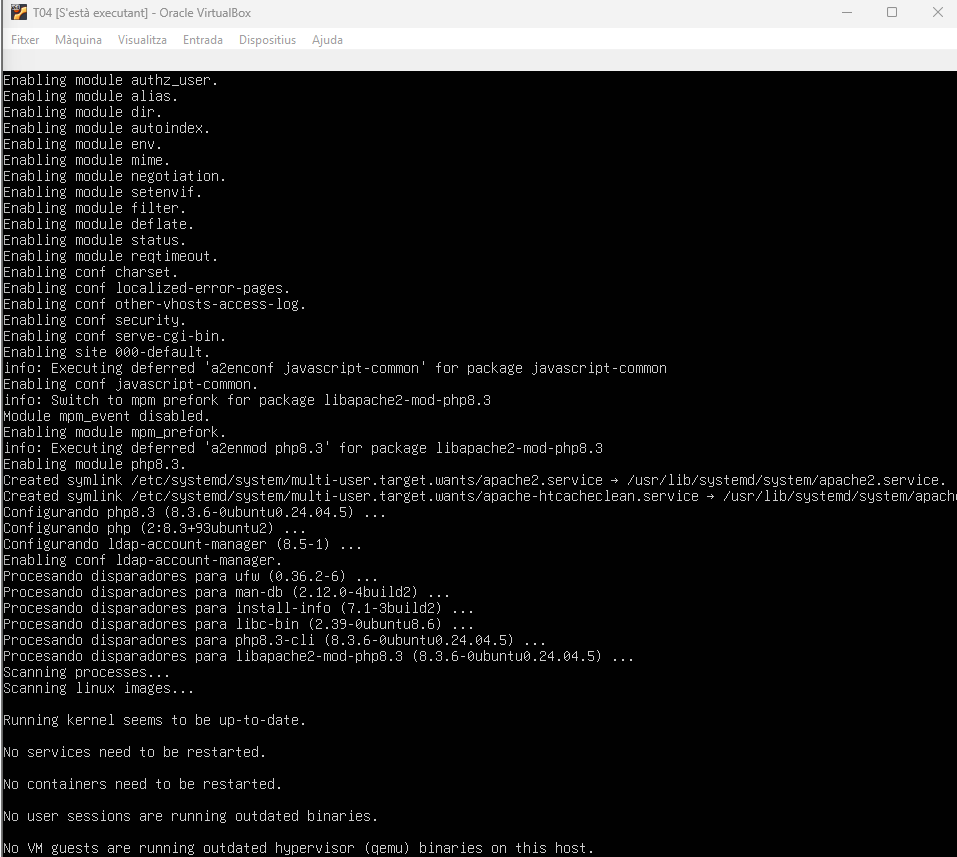 T04 [S'està executant] - Oracle VirtualBox
Fitxer Màquina Visualitza Entrada Dispositius Ajuda
Enabling module authz_user.
Enabling module alias.
Enabling module dir.
Enabling module autoindex.
Enabling module env.
Enabling module mime.
Enabling module negotiation.
Enabling module setenvif.
Enabling module filter.
Enabling module deflate.
Enabling module status.
Enabling module reqtimeout.
Enabling conf charset.
Enabling conf localized-error-pages.
Enabling conf other-vhosts-access-log.
Enabling conf security.
Enabling conf serve-cgi-bin.
Enabling site 000-default.
info: Executing deferred 'a2enconf javascript-common' for package javascript-common
Enabling conf javascript-common.
info: Switch to mpm prefork for package libapache2-mod-php8.3
Module mpm_event disabled.
Enabling module mpm_prefork.
info: Executing deferred 'a2enmod php8.3' for package libapache2-mod-php8.3
Enabling module php8.3.
Created symlink /etc/systemd/system/multi-user.target.wants/apache2.service → /usr/lib/systemd/system/apache2.service.
Created symlink /etc/systemd/system/multi-user.target.wants/apache-htcacheclean.service → /usr/lib/systemd/system/apach
Configurando php8.3 (8.3.6-0ubuntu0.24.04.5) ...
Configurando php (2:8.3+93ubuntu2) ...
Configurando ldap-account-manager (8.5-1) ...
Enabling conf ldap-account-manager.
Procesando disparadores para ufw (0.36.2-6) ...
Procesando disparadores para man-db (2.12.0-4build2) ...
Procesando disparadores para install-info (7.1-3build2) ...
Procesando disparadores para libc-bin (2.39-0ubuntu8.6) ...
Procesando disparadores para php8.3-cli (8.3.6-0ubuntu0.24.04.5) ...
Procesando disparadores para libapache2-mod-php8.3 (8.3.6-0ubuntu0.24.04.5) ...
Scanning processes...
Scanning linux images...
Running kernel seems to be up-to-date.
No services need to be restarted.
No containers need to be restarted.
No user sessions are running outdated binaries.
No VM guests are running outdated hypervisor (qemu) binaries on this host.